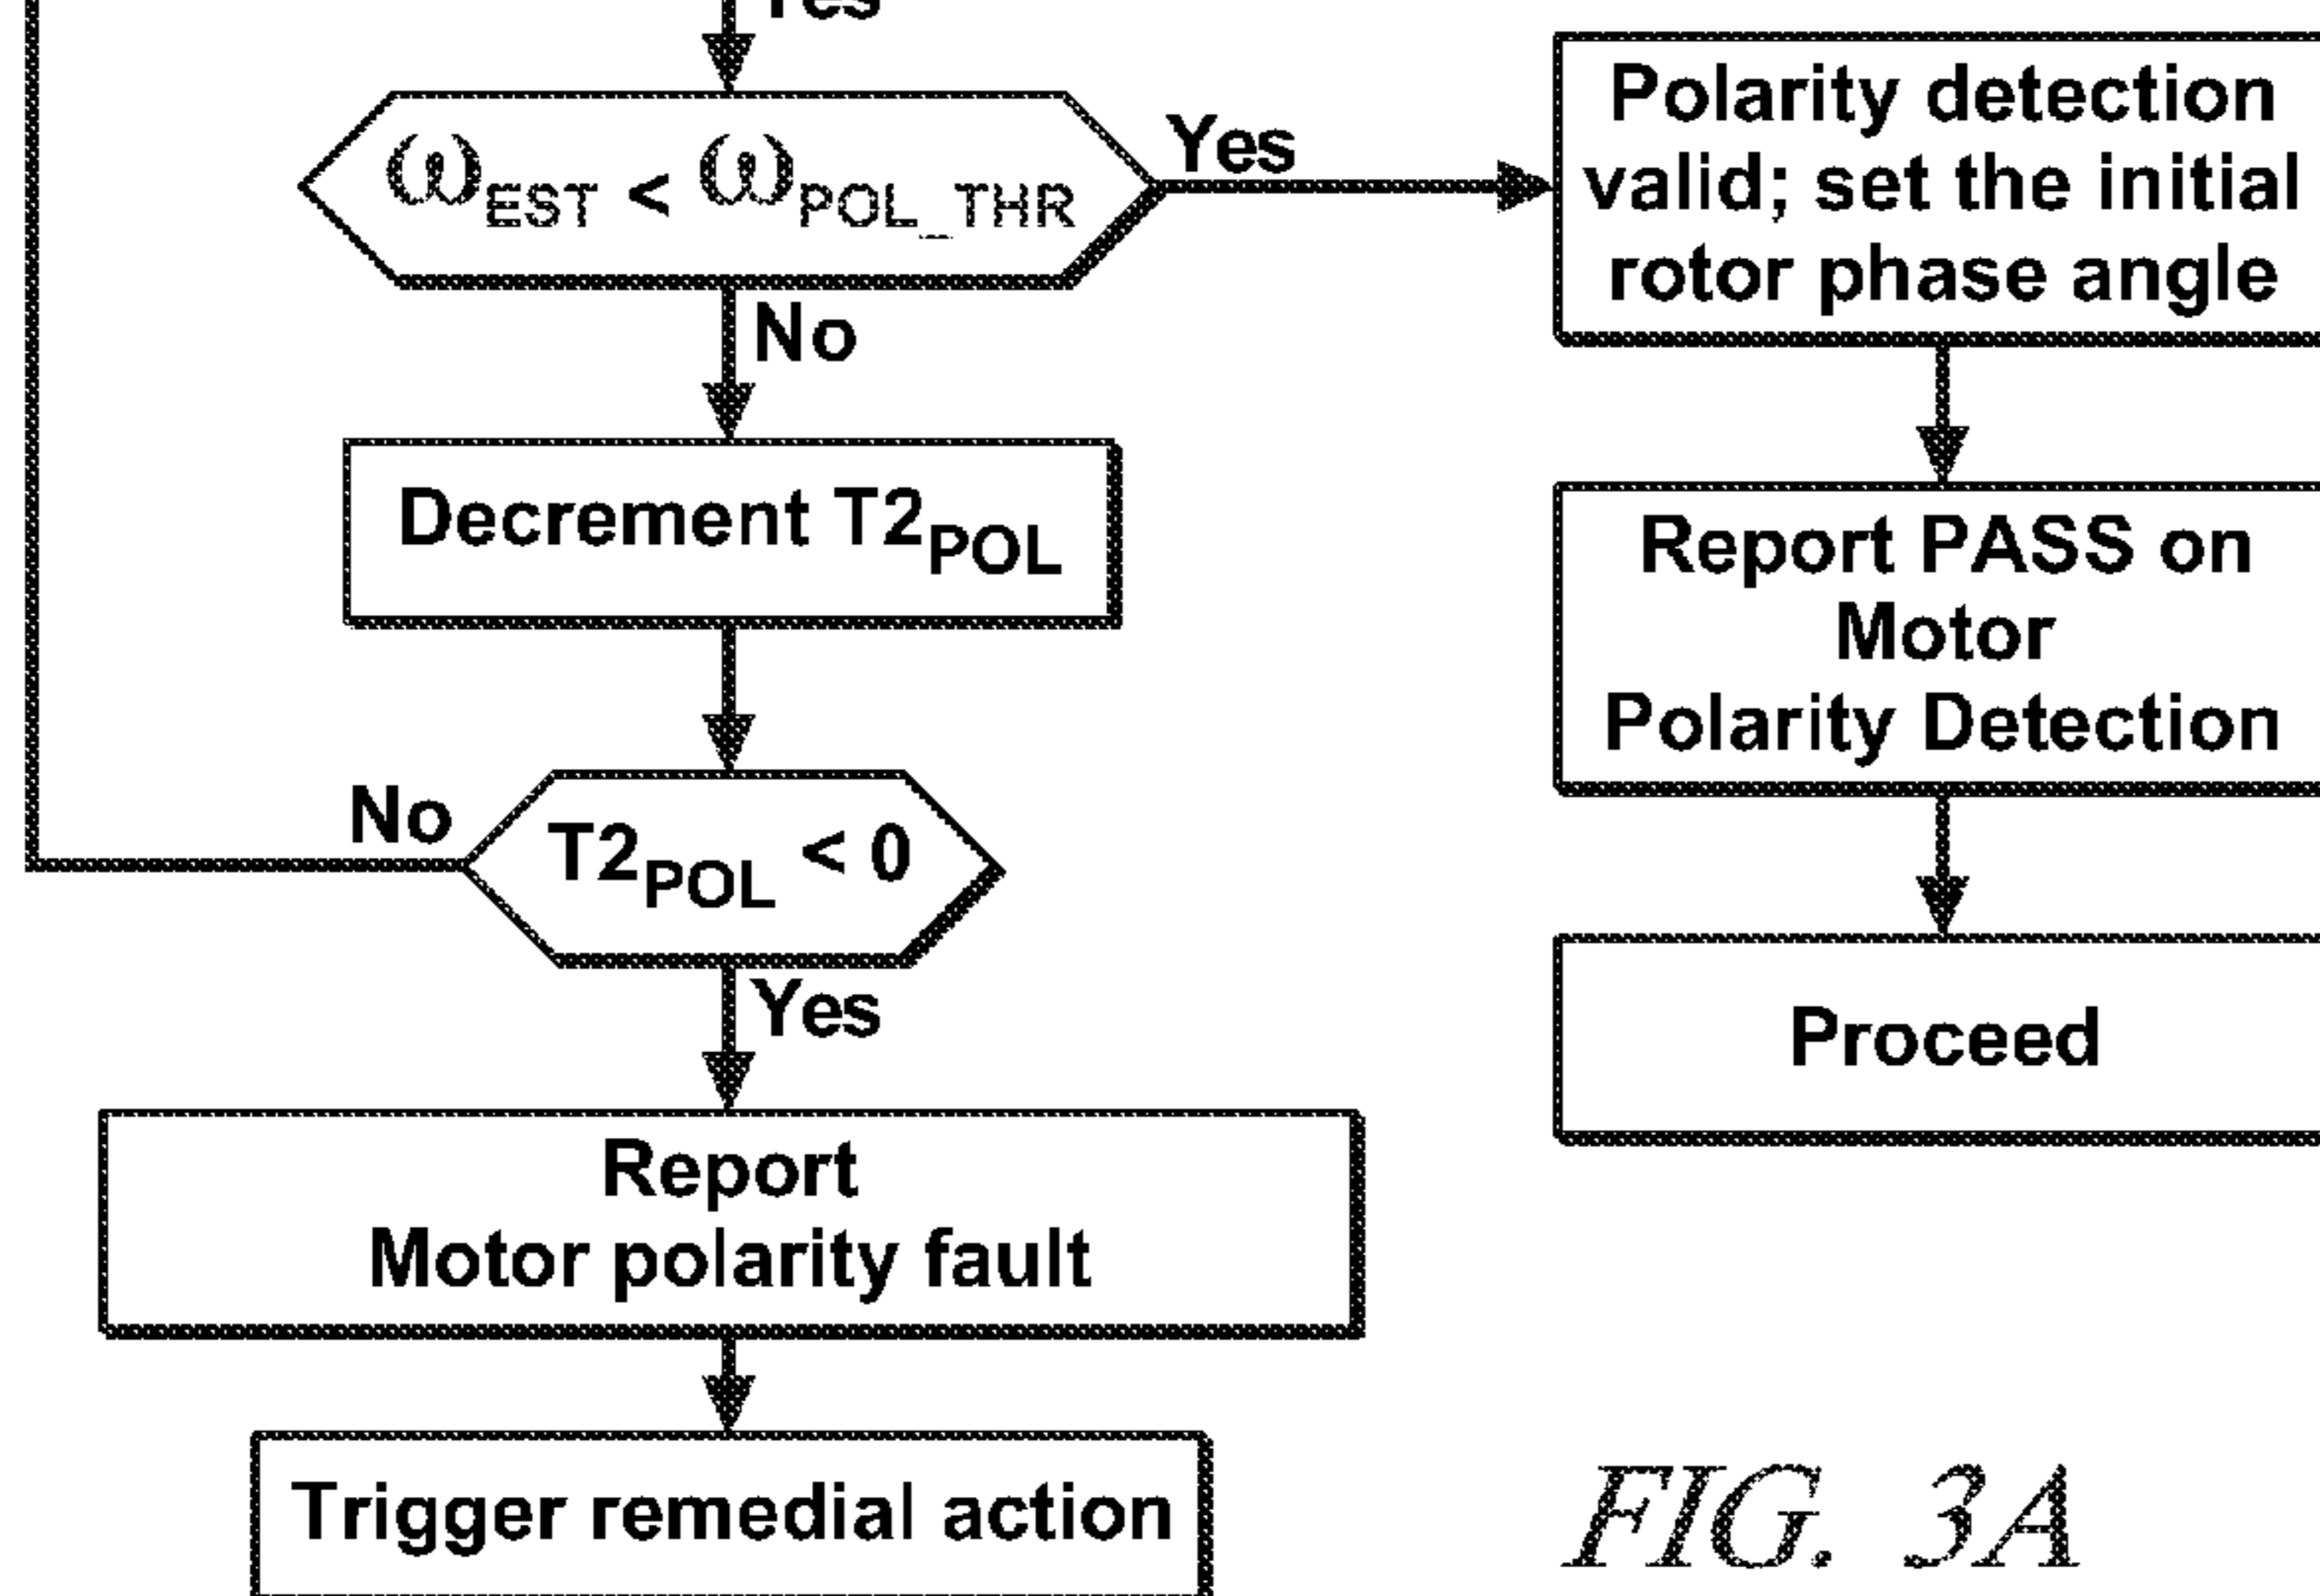 Yes
ωEST < ωPOL_THR
Yes
No
Decrement T2POL
No
T2POL < 0
Yes
Report
Motor polarity fault
Trigger remedial action
Polarity detection
valid; set the initial
rotor phase angle
Report PASS on
Motor
Polarity Detection
Proceed
FIG. 3A